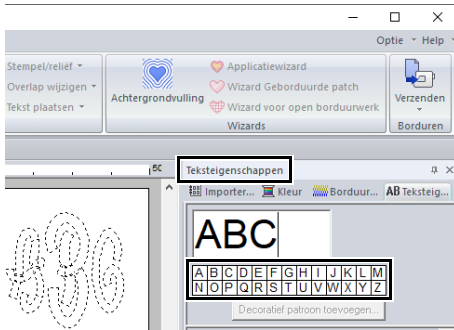 Optie Help
Stempel/reliëf
Overlap wijzigen
Tekst plaatsen
Achtergrondvulling
Applicatiewizard
Wizard Geborduurde patch
Wizard voor open borduurwerk
Wizards
Verzenden
Borduren
50
Teksteigenschappen
Importer... Kleur Borduur... AB Teksteig...
ABC
A B C D E F G H I J K L M
N O P Q R S T U V W X Y Z
Decoratief patroon toevoegen...